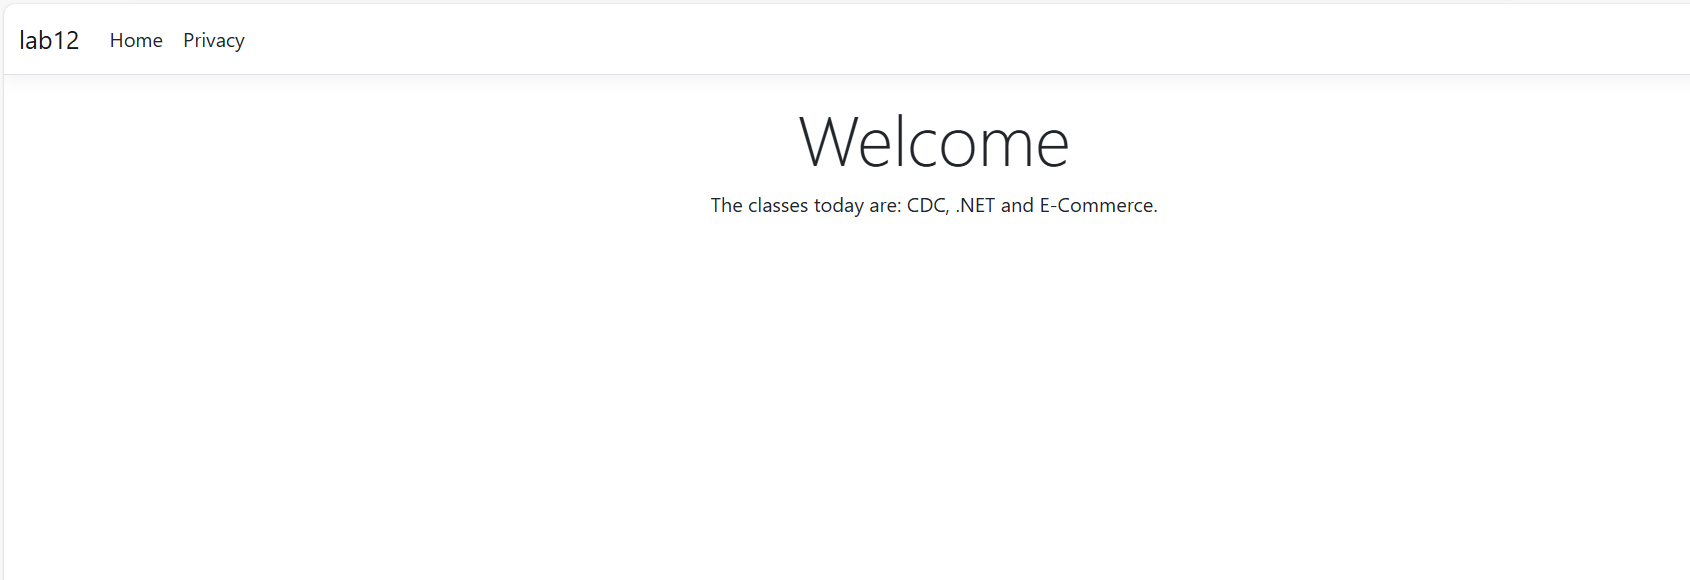 lab12 Home Privacy
Welcome
The classes today are: CDC, .NET and E-Commerce.